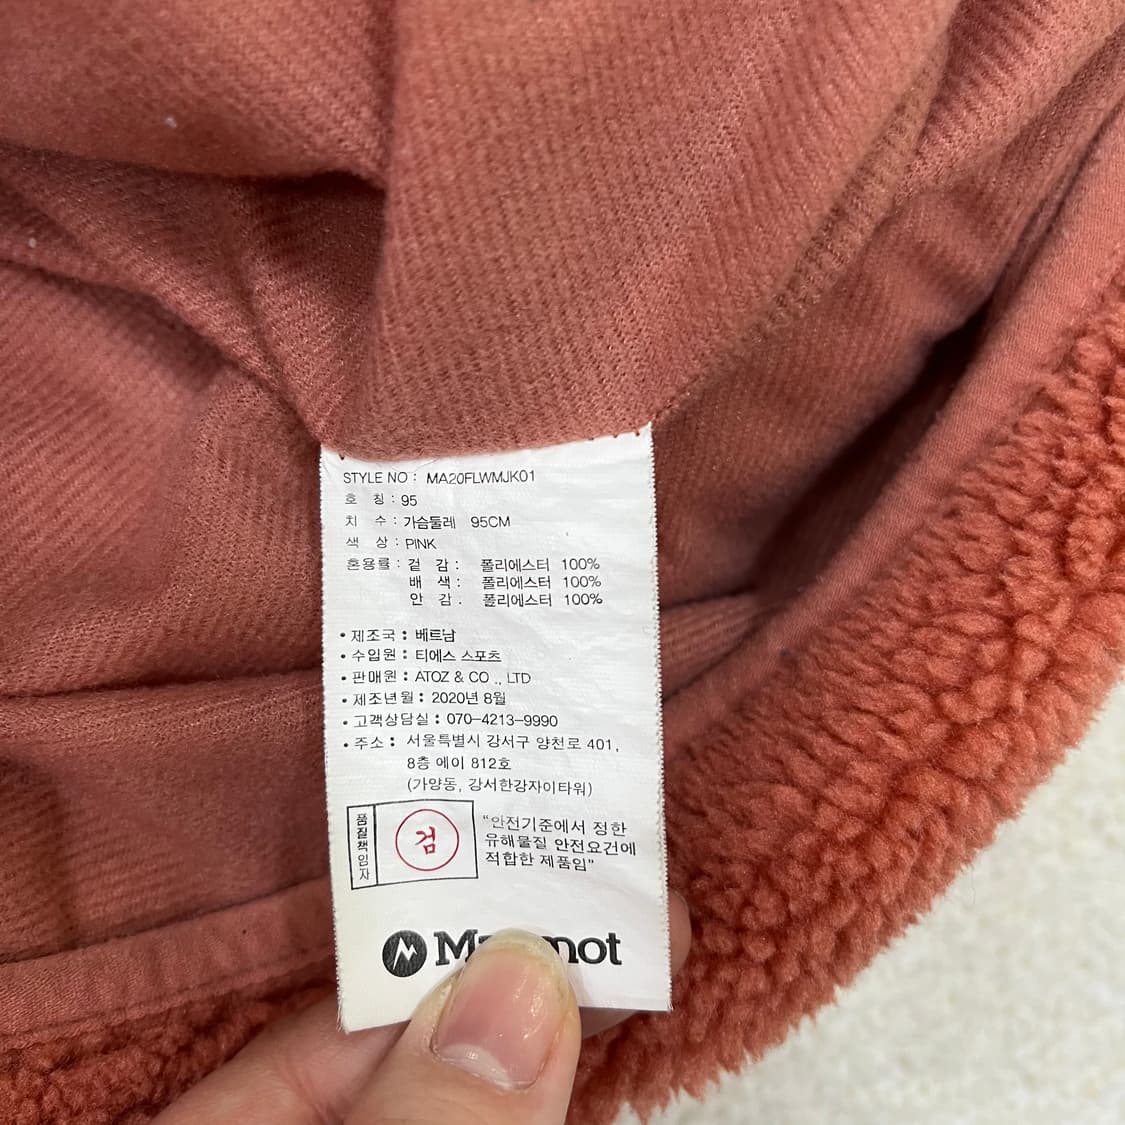 STYLE NO : MA20FLWMJK01
호 칭 : 95
치 수 : 가슴둘레 95CM
색 상 : PINK
혼용률 : 겉 감 : 폴리에스터 100%
배 색 : 폴리에스터 100%
안 감 . 폴리에스터 100%
• 제조국 : 베트남
• 수입원 : 티에스 스포츠
• 판매원 : ATOZ & CO ., LTD
• 제조년월 : 2020년 8월
• 고객상담실 : 070-4213-9990
• 주소 : 서울특별시 강서구 양천로 401,
8층 에이 812호
(가양동, 강서한강자이타워)
품질책임자
검
"안전기준에서 정한
유해물질 안전요건에
적합한 제품임"